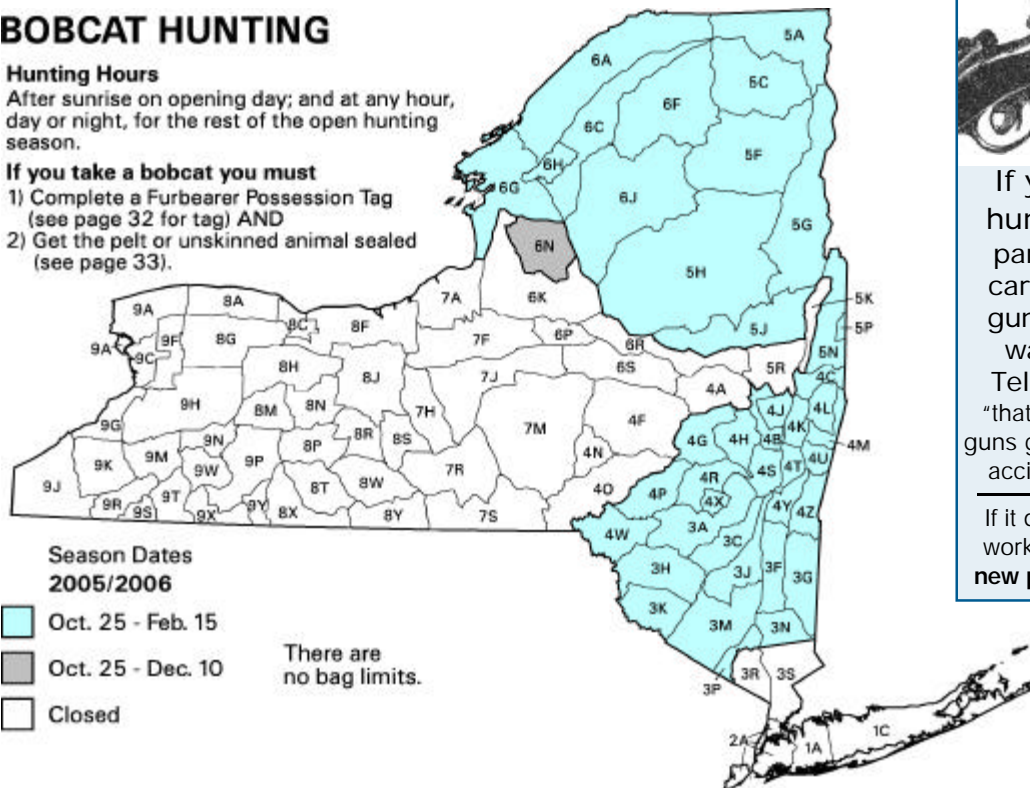 BOBCAT HUNTING
Hunting Hours
After sunrise on opening day; and at any hour,
day or night, for the rest of the open hunting
season.
If you take a bobcat you must
1) Complete a Furbearer Possession Tag
(see page 32 for tag) AND
2) Get the pelt or unskinned animal sealed
(see page 33).
5A
6A
5C
6F
6C
5F
6H
6G
6J
5G
6N
5H
7A
6K
5K
8A
9A
8C
8F
5J
5P
9F
8G
7F
6P
6R
9A
9C
5N
8H
6S
5R
8J
7J
4A
4C
9H
8M
8N
7H
4J
4L
9G
7M
4F
4K
8R
8S
4G
4H
4B
4M
9N
8P
9K
9M
9W
9P
4N
4S
4T
4U
7R
9J
8T
8W
4O
4P
4R
4X
9R
9T
9S
9X
9Y
8X
8Y
7S
4Y
4Z
4W
3A
3C
3H
3J
3F
3G
3K
3M
3N
3R
3S
3P
2A
1A
1C
Season Dates
2005/2006
Oct. 25 - Feb. 15
Oct. 25 - Dec. 10
Closed
There are
no bag limits.
If y
hun
par
car
gun
wa
Tel
"that
guns g
acci
If it c
work
new p